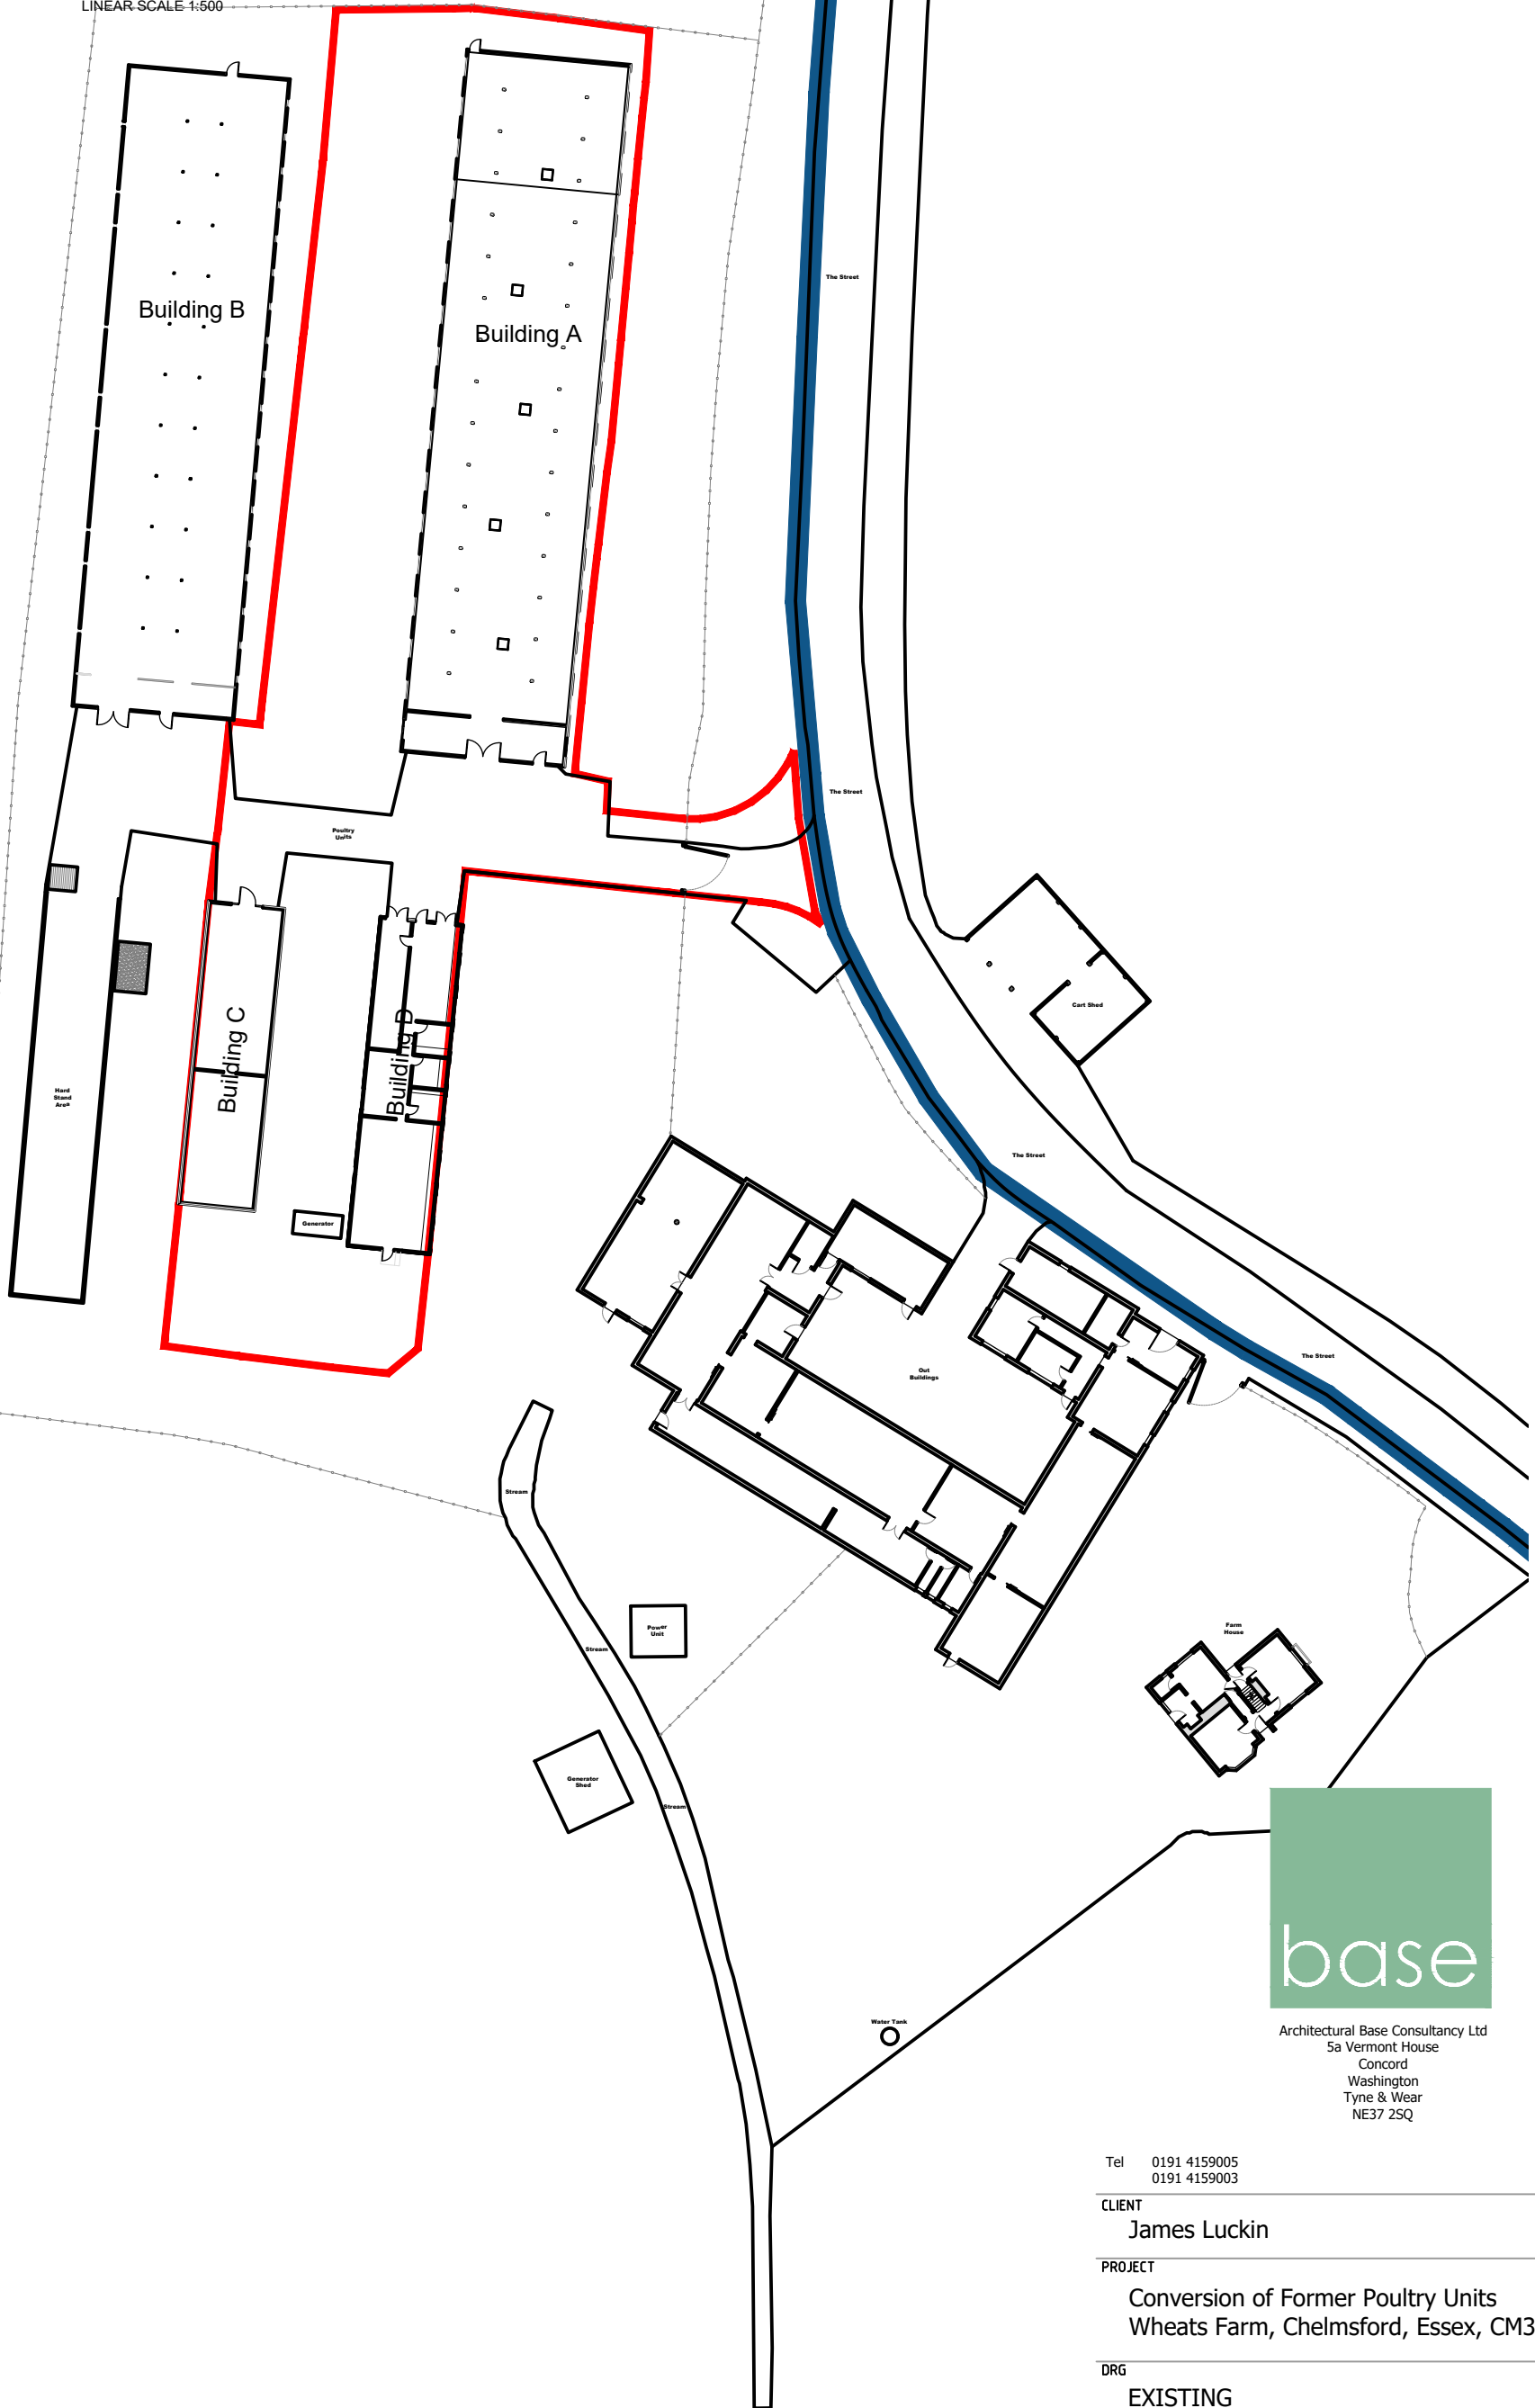 LINEAR SCALE 1:500
Building B
Building A
The Street
The Street
Poultry
Units
Cart Shed
Building C
Building D
Hard
Stand
Area
The Street
Generator
The Street
Out
Buildings
Stream
Power
Unit
Stream
Farm
House
Generator
Shed
Stream
base
Water Tank
Architectural Base Consultancy Ltd
5a Vermont House
Concord
Washington
Tyne & Wear
NE37 2SQ
Tel 0191 4159005
0191 4159003
CLIENT
James Luckin
PROJECT
Conversion of Former Poultry Units
Wheats Farm, Chelmsford, Essex, CM3
DRG
EXISTING